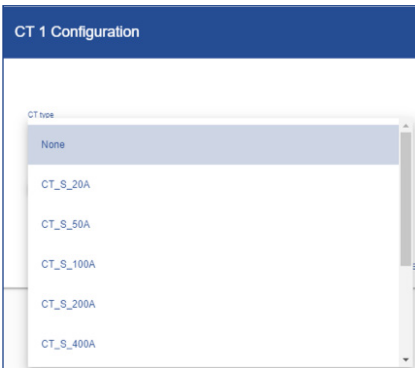 CT 1 Configuration
CT type
None
CT_S_20A
CT_S_50A
CT_S_100A
CT_S_200A
CT_S_400A